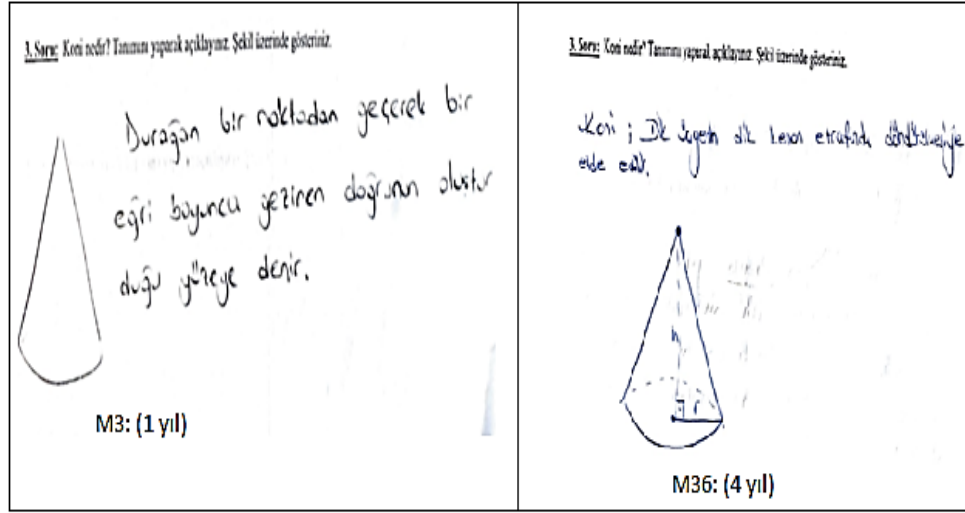 3. Soru: Koni nedir? Tanımını yaparak açıklayınız. Şekil üzerinde gösteriniz.
Durağan bir noktadan geçerek bir
eğri boyunca gezinen doğrunun oluştur
duğu yüzeye denir.
M3: (1 yıl)
3. Soru: Koni nedir? Tanımını yaparak açıklayınız. Şekil üzerinde gösteriniz.
Koni ; Dik üçgenin dik kenarı etrafında döndürülmesiyle
elde edilir.
h
r
M36: (4 yıl)